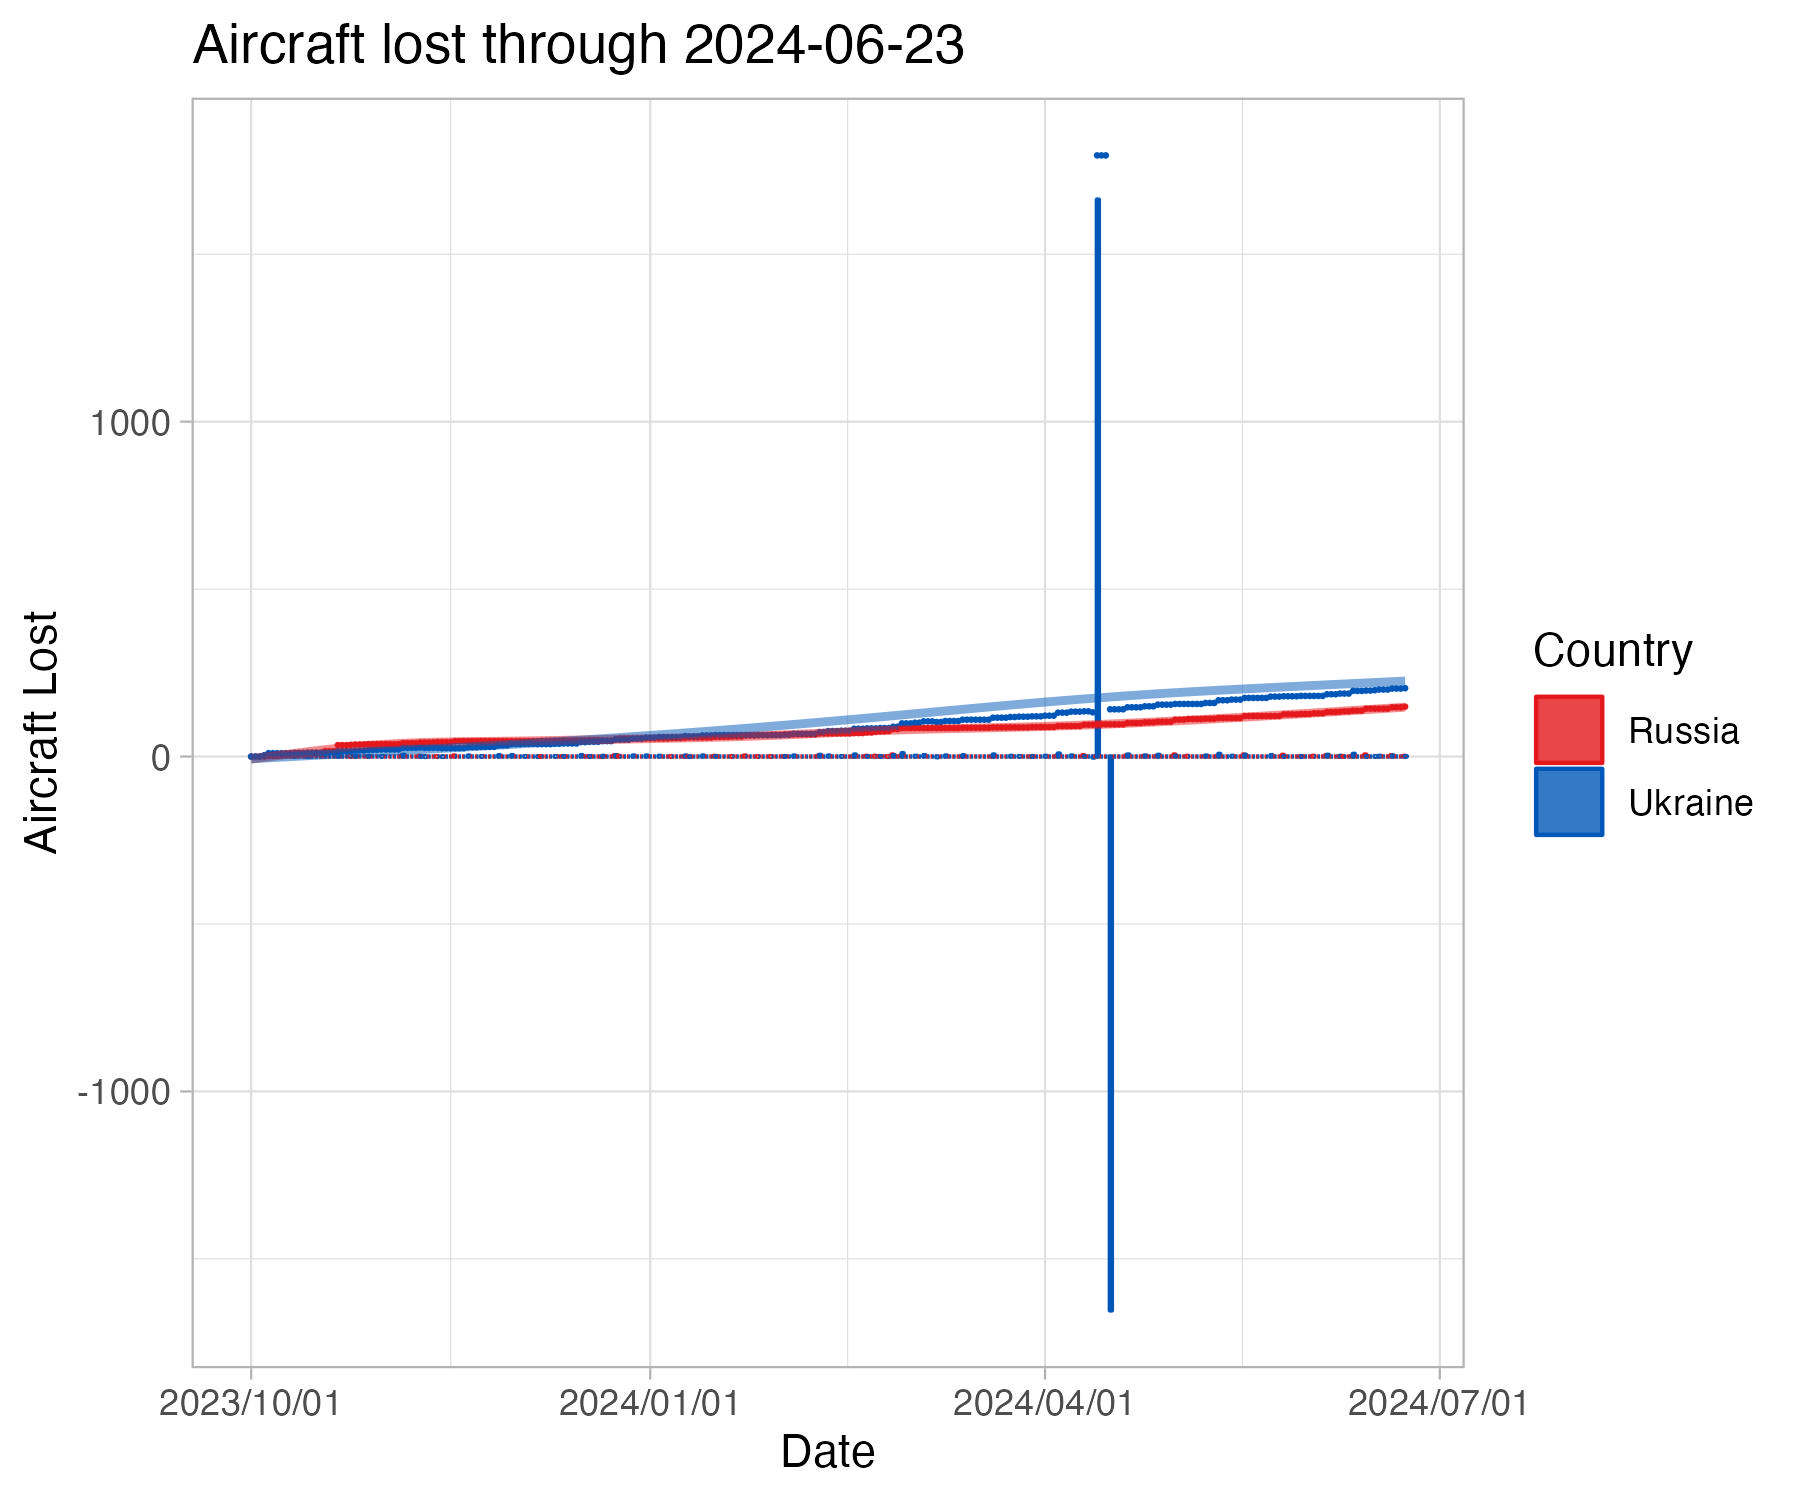 Aircraft lost through 2024-06-23
Aircraft Lost
1000
0
-1000
2023/10/01
2024/01/01
2024/04/01
2024/07/01
Date
Country
Russia
Ukraine